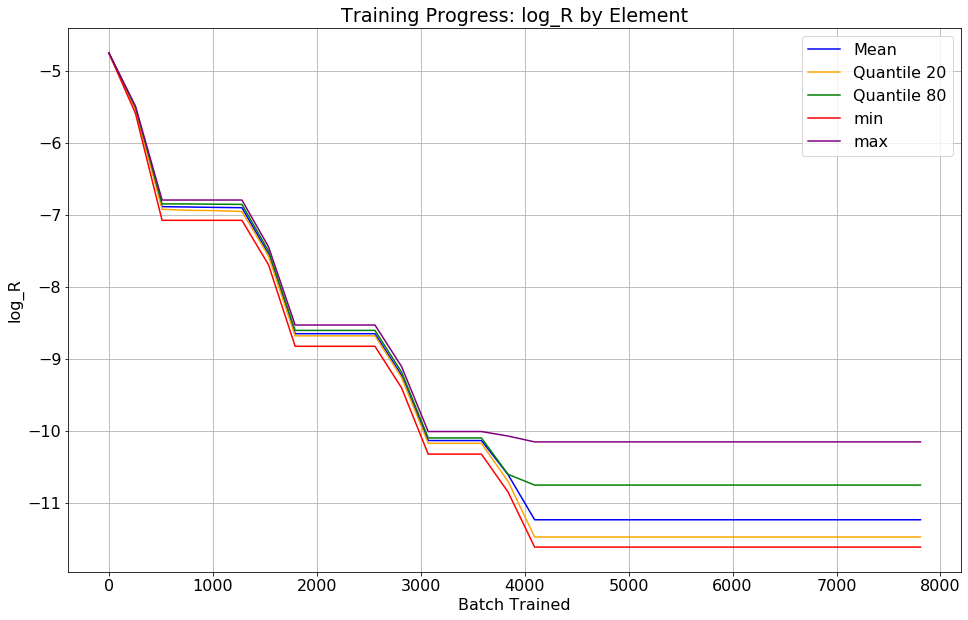 Training Progress: log_R by Element
Mean
Quantile 20
Quantile 80
min
max
log_R
−5
−6
−7
−8
−9
−10
−11
0 1000 2000 3000 4000 5000 6000 7000 8000
Batch Trained